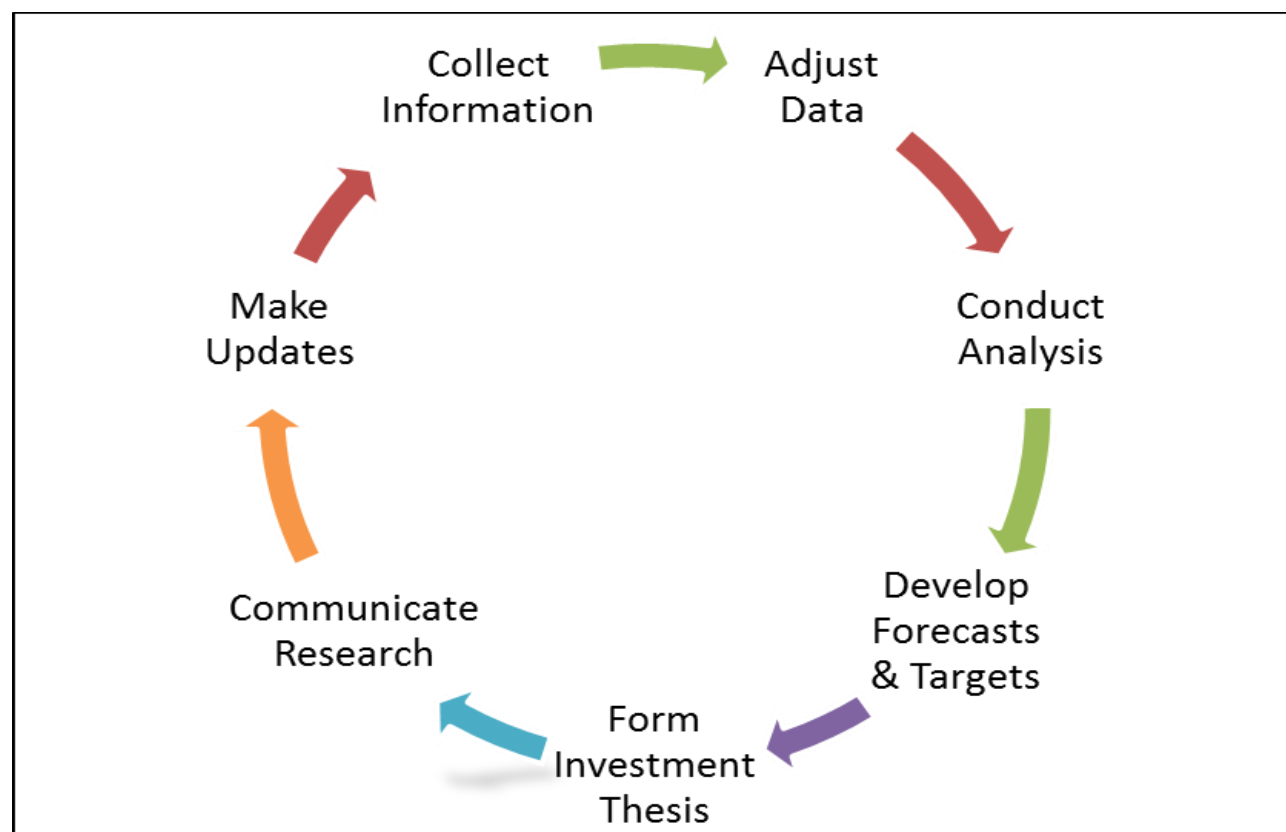 Collect
Information
Adjust
Data
Conduct
Analysis
Develop
Forecasts
& Targets
Form
Investment
Thesis
Communicate
Research
Make
Updates